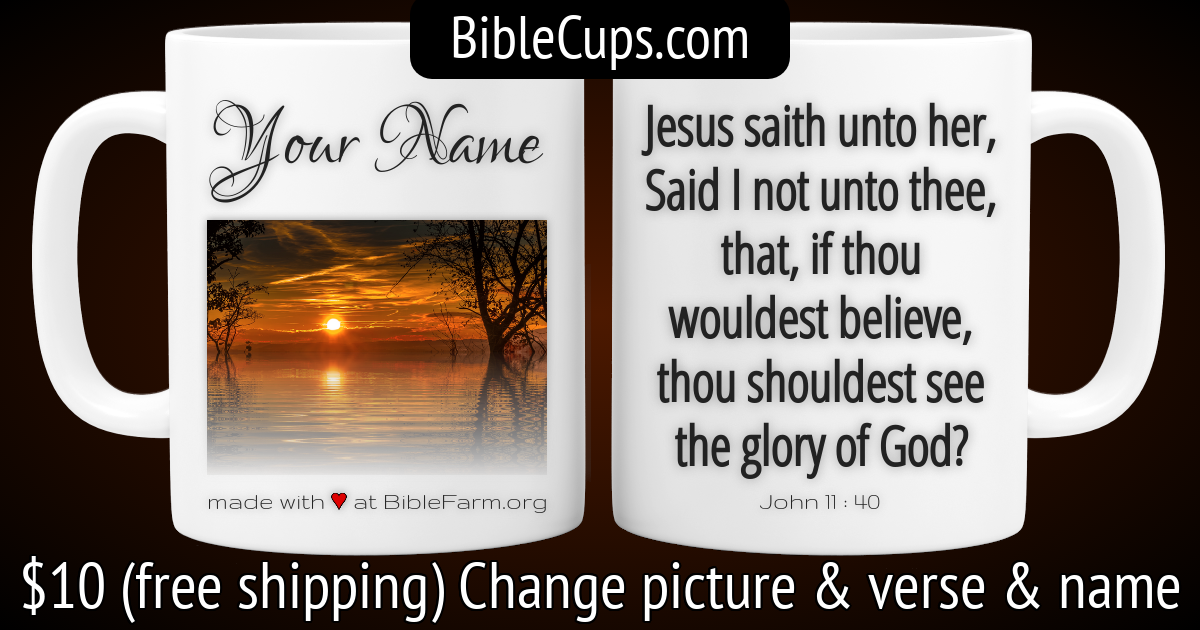 BibleCups.com
Your Name
made with ♥ at BibleFarm.org
Jesus saith unto her,
Said I not unto thee,
that, if thou
wouldest believe,
thou shouldest see
the glory of God?
John 11 : 40
$10 (free shipping) Change picture & verse & name